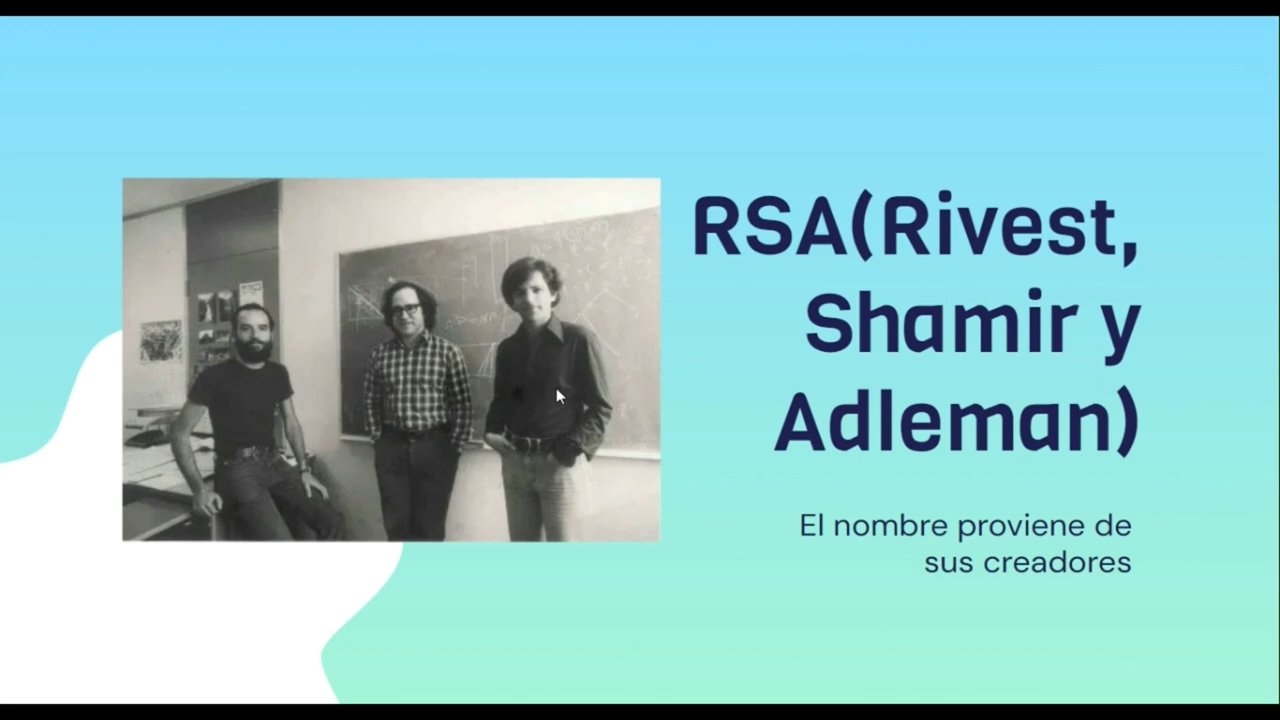 RSA(Rivest,
Shamir y
Adleman)
El nombre proviene de
sus creadores